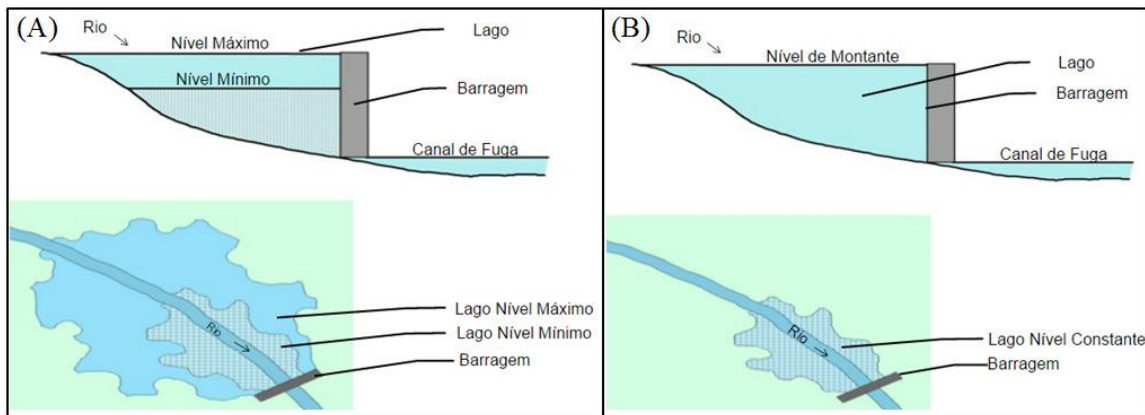 (A)
Rio
Nível Máximo
Lago
Nível Mínimo
Barragem
Canal de Fuga
Lago Nível Máximo
Lago Nível Mínimo
Rio
Barragem
(B)
Rio
Nível de Montante
Lago
Barragem
Canal de Fuga
Rio
Lago Nível Constante
Barragem